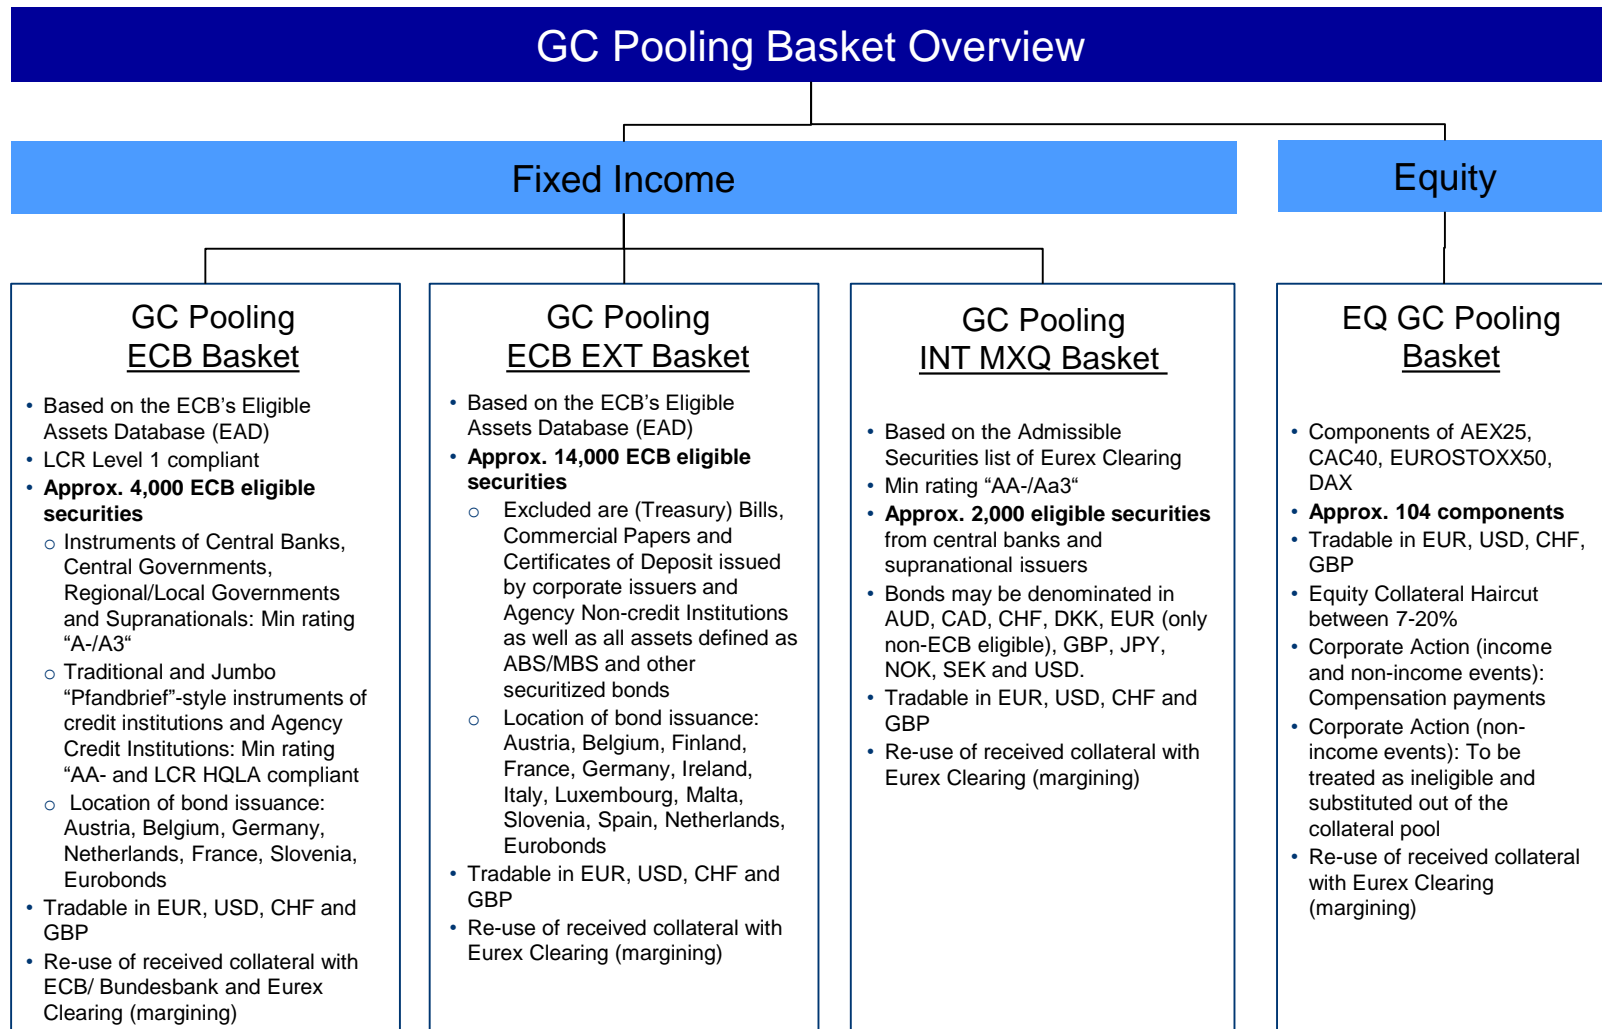 GC Pooling Basket Overview
Fixed Income
Equity
GC Pooling
ECB Basket
• Based on the ECB’s Eligible
Assets Database (EAD)
• LCR Level 1 compliant
• Approx. 4,000 ECB eligible
securities
o Instruments of Central Banks,
Central Governments,
Regional/Local Governments
and Supranationals: Min rating
“A-/A3“
o Traditional and Jumbo
“Pfandbrief”-style instruments of
credit institutions and Agency
Credit Institutions: Min rating
“AA- and LCR HQLA compliant
o Location of bond issuance:
Austria, Belgium, Germany,
Netherlands, France, Slovenia,
Eurobonds
• Tradable in EUR, USD, CHF and
GBP
• Re-use of received collateral with
ECB/ Bundesbank and Eurex
Clearing (margining)
GC Pooling
ECB EXT Basket
• Based on the ECB’s Eligible
Assets Database (EAD)
• Approx. 14,000 ECB eligible
securities
o Excluded are (Treasury) Bills,
Commercial Papers and
Certificates of Deposit issued
by corporate issuers and
Agency Non-credit Institutions
as well as all assets defined as
ABS/MBS and other
securitized bonds
o Location of bond issuance:
Austria, Belgium, Finland,
France, Germany, Ireland,
Italy, Luxembourg, Malta,
Slovenia, Spain, Netherlands,
Eurobonds
• Tradable in EUR, USD, CHF and
GBP
• Re-use of received collateral with
Eurex Clearing (margining)
GC Pooling
INT MXQ Basket
• Based on the Admissible
Securities list of Eurex Clearing
• Min rating “AA-/Aa3“
• Approx. 2,000 eligible securities
from central banks and
supranational issuers
• Bonds may be denominated in
AUD, CAD, CHF, DKK, EUR (only
non-ECB eligible), GBP, JPY,
NOK, SEK and USD.
• Tradable in EUR, USD, CHF and
GBP
• Re-use of received collateral with
Eurex Clearing (margining)
EQ GC Pooling
Basket
• Components of AEX25,
CAC40, EUROSTOXX50,
DAX
• Approx. 104 components
• Tradable in EUR, USD, CHF,
GBP
• Equity Collateral Haircut
between 7-20%
• Corporate Action (income
and non-income events):
Compensation payments
• Corporate Action (non-
income events): To be
treated as ineligible and
substituted out of the
collateral pool
• Re-use of received collateral
with Eurex Clearing
(margining)